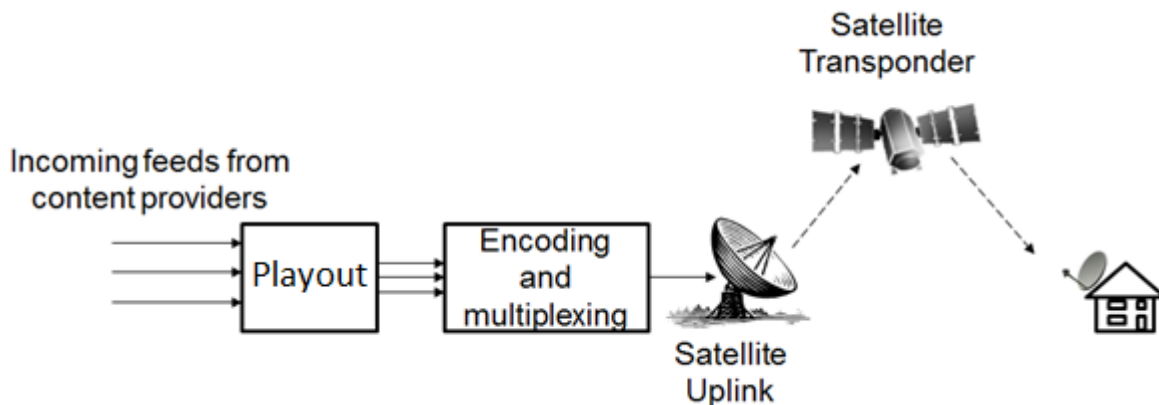 Satellite
Transponder
Incoming feeds from
content providers
Playout
Encoding
and
multiplexing
Satellite
Uplink